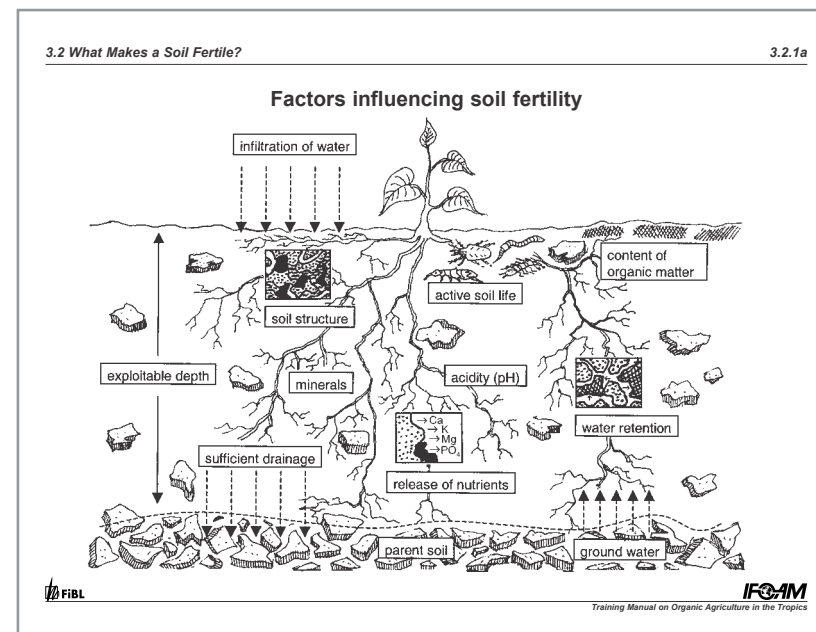 3.2 What Makes a Soil Fertile?
3.2.1a
Factors influencing soil fertility
infiltration of water
content of
organic matter
active soil life
soil structure
exploitable depth
minerals
acidity (pH)
→Ca
→K
→Mg
→PO₄
water retention
sufficient drainage
release of nutrients
parent soil
ground water
FiBL
IFOAM
Training Manual on Organic Agriculture in the Tropics